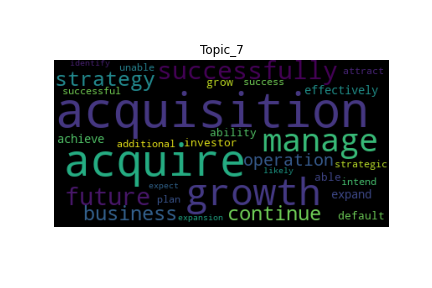 Topic_7
identify
unable
successfully
attract
strategy
grow
success
successful
effectively
acquisition
achieve
ability
manage
additional
investor
acquire
operation
strategic
likely
able
intend
future
expect
growth
expand
plan
business
expansion
continue
default